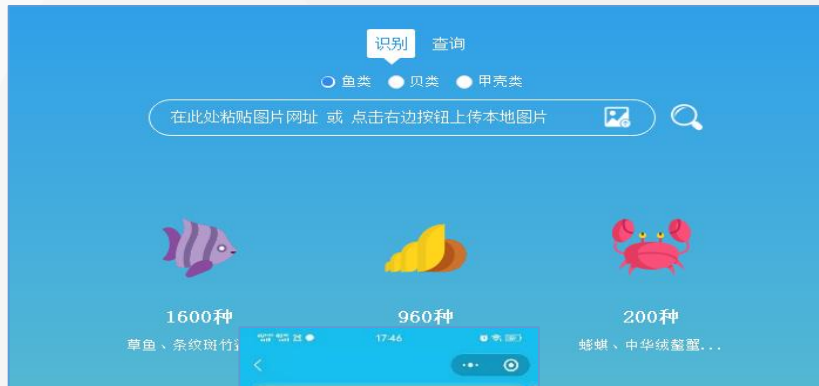 识别 查询
鱼类 贝类 甲壳类
在此处粘贴图片网址 或 点击右边按钮上传本地图片
1600种 960种 200种
草鱼、条纹斑竹 蟛蜞、中华绒螯蟹...
17:46